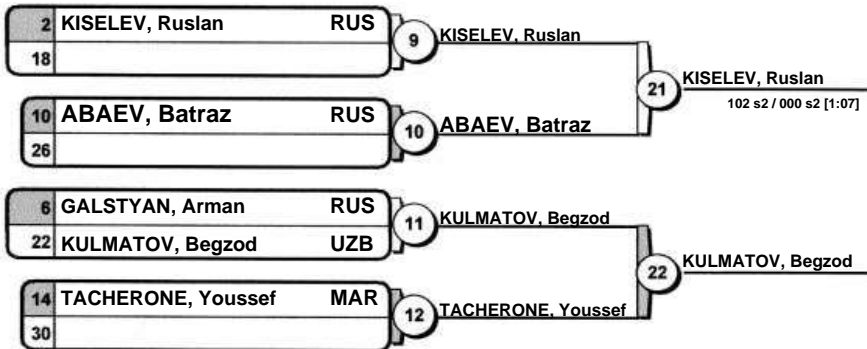 2 KISELEV, Ruslan RUS
18
9
KISELEV, Ruslan
10 ABAEV, Batraz RUS
26
10
ABAEV, Batraz
21
KISELEV, Ruslan
102 s2 / 000 s2 [1:07]
6 GALSTYAN, Arman RUS
22 KULMATOV, Begzod UZB
11
KULMATOV, Begzod
14 TACHERONE, Youssef MAR
30
12
TACHERONE, Youssef
22
KULMATOV, Begzod